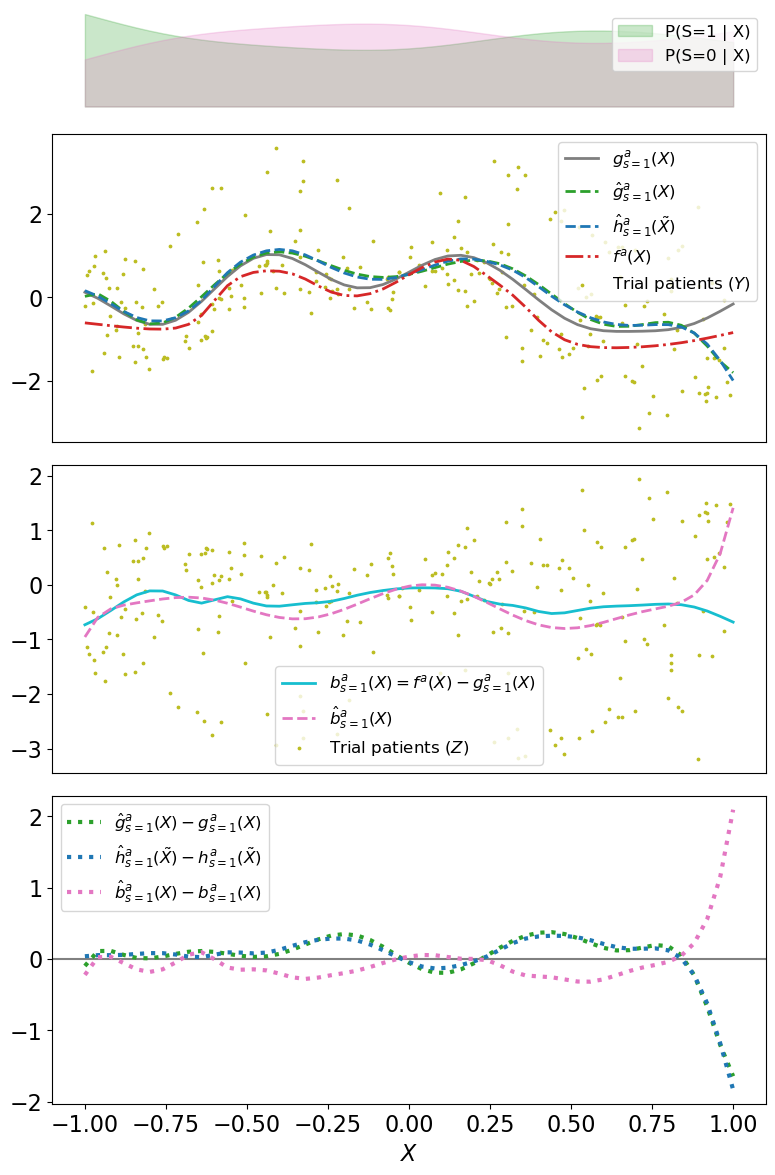 P(S=1 | X)
P(S=0 | X)
2
0
−2
g^a_{s=1}(X)
ĝ^a_{s=1}(X)
ĥ^a_{s=1}(X̃)
f^a(X)
Trial patients (Y)
2
1
0
−1
−2
−3
b^a_{s=1}(X) = f^a(X) − g^a_{s=1}(X)
b̂^a_{s=1}(X)
Trial patients (Z)
2
1
0
−1
−2
ĝ^a_{s=1}(X) − g^a_{s=1}(X)
ĥ^a_{s=1}(X̃) − h^a_{s=1}(X̃)
b̂^a_{s=1}(X) − b^a_{s=1}(X)
−1.00 −0.75 −0.50 −0.25 0.00 0.25 0.50 0.75 1.00
X